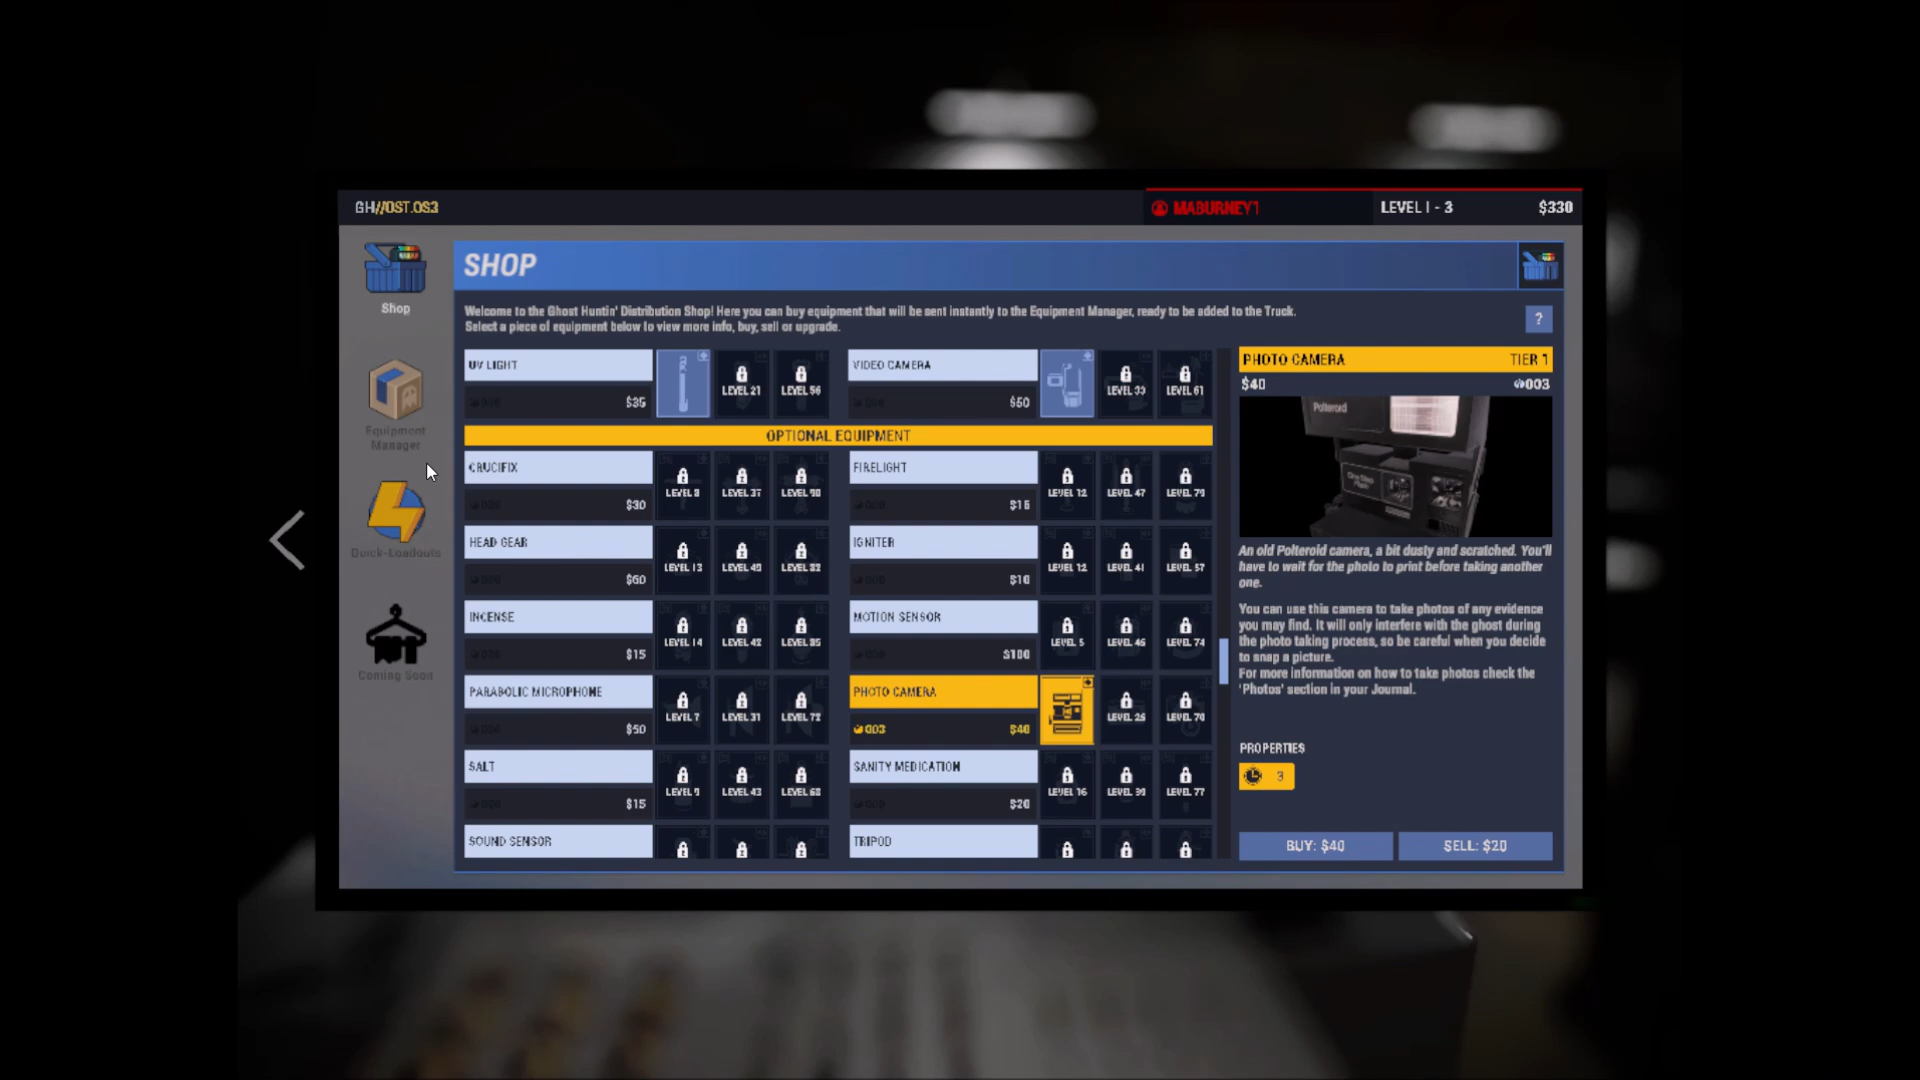 GH//OST.OS3
MABURNEY1
LEVEL I - 3
$330
Shop
Equipment
Manager
Quick-Loadouts
Coming Soon
SHOP
Welcome to the Ghost Huntin' Distribution Shop! Here you can buy equipment that will be sent instantly to the Equipment Manager, ready to be added to the Truck.
Select a piece of equipment below to view more info, buy, sell or upgrade.
?
UV LIGHT
$35
LEVEL 21
LEVEL 56
VIDEO CAMERA
$50
LEVEL 33
LEVEL 61
OPTIONAL EQUIPMENT
CRUCIFIX
$30
LEVEL 8
LEVEL 37
LEVEL 90
FIRELIGHT
$15
LEVEL 12
LEVEL 47
LEVEL 79
HEAD GEAR
$60
LEVEL 13
LEVEL 49
LEVEL 82
IGNITER
$10
LEVEL 12
LEVEL 41
LEVEL 57
INCENSE
$15
LEVEL 14
LEVEL 42
LEVEL 85
MOTION SENSOR
$100
LEVEL 5
LEVEL 45
LEVEL 74
PARABOLIC MICROPHONE
$50
LEVEL 7
LEVEL 31
LEVEL 72
PHOTO CAMERA
003
$40
LEVEL 25
LEVEL 70
SALT
$15
LEVEL 9
LEVEL 43
LEVEL 68
SANITY MEDICATION
$20
LEVEL 16
LEVEL 39
LEVEL 77
SOUND SENSOR
TRIPOD
PHOTO CAMERA
TIER 1
$40
003
Polteroid
One Step
Photo
An old Polteroid camera, a bit dusty and scratched. You'll
have to wait for the photo to print before taking another
one.
You can use this camera to take photos of any evidence
you may find. It will only interfere with the ghost during
the photo taking process, so be careful when you decide
to snap a picture.
For more information on how to take photos check the
'Photos' section in your Journal.
PROPERTIES
3
BUY: $40
SELL: $20